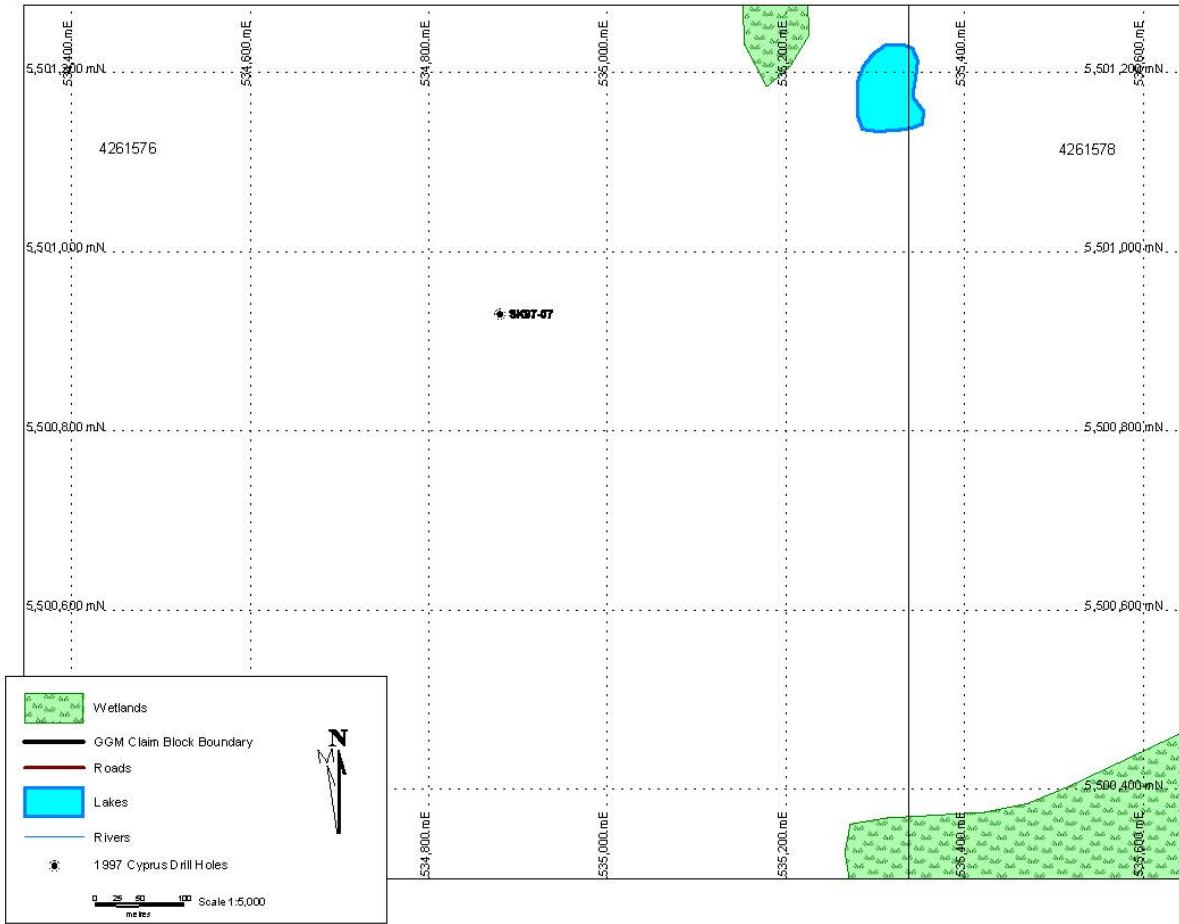 534,400 mE
534,600 mE
534,800 mE
535,000 mE
535,200 mE
535,400 mE
535,600 mE
5,501,200 mN
5,501,200 mN
4261576
4261578
5,501,000 mN
5,501,000 mN
SK97-07
5,500,800 mN
5,500,800 mN
5,500,600 mN
5,500,600 mN
5,500,400 mN
534,800 mE
535,000 mE
535,200 mE
535,400 mE
535,600 mE
Wetlands
GGM Claim Block Boundary
Roads
Lakes
Rivers
1997 Cyprus Drill Holes
N
M
0 25 50 100
metres
Scale 1:5,000